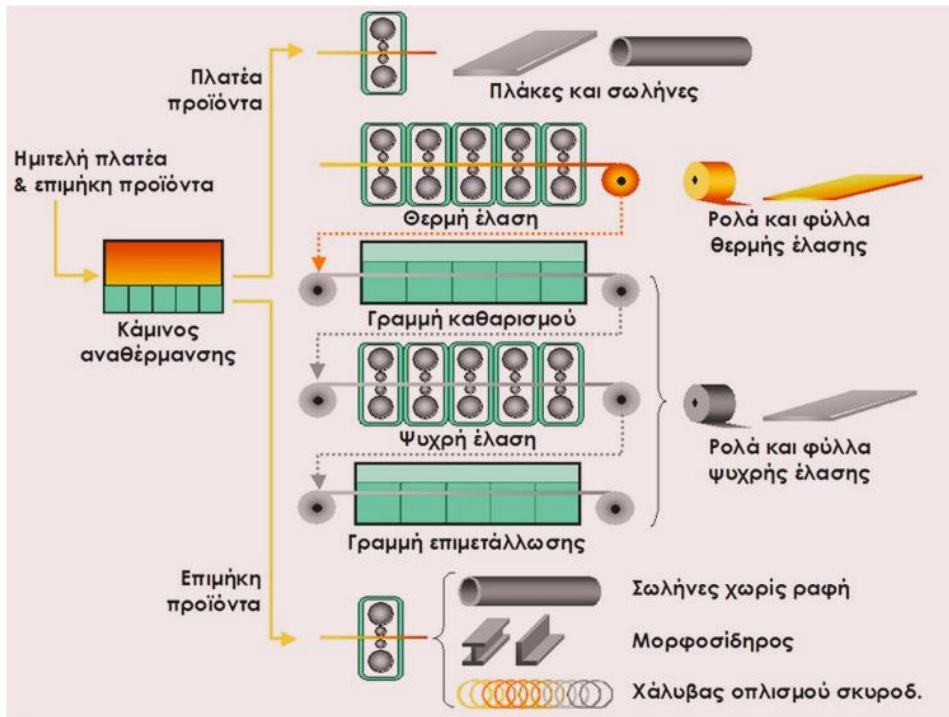 Πλατέα
προϊόντα
Πλάκες και σωλήνες
Ημιτελή πλατέα
& επιμήκη προϊόντα
Θερμή έλαση
Ρολά και φύλλα
θερμής έλασης
Κάμινος
αναθέρμανσης
Γραμμή καθαρισμού
Ψυχρή έλαση
Ρολά και φύλλα
ψυχρής έλασης
Γραμμή επιμετάλλωσης
Επιμήκη
προϊόντα
Σωλήνες χωρίς ραφή
Μορφοσίδηρος
Χάλυβας οπλισμού σκυροδ.